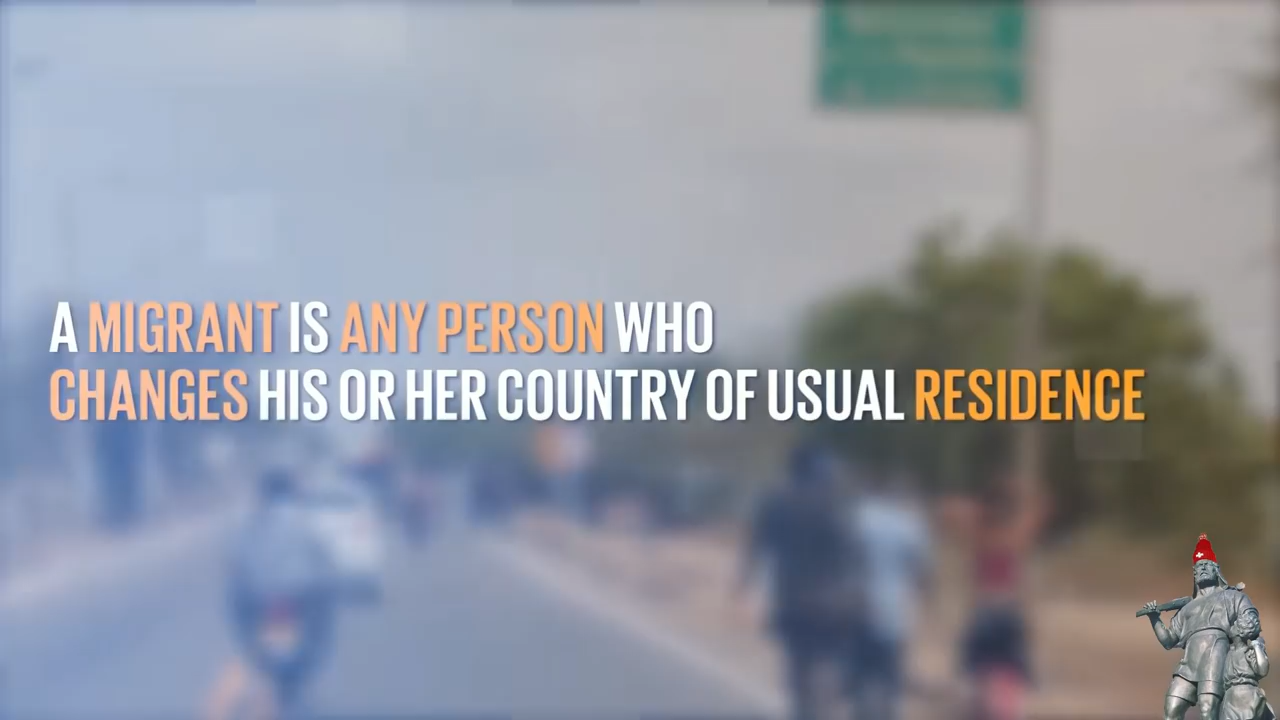 A MIGRANT IS ANY PERSON WHO
CHANGES HIS OR HER COUNTRY OF USUAL RESIDENCE